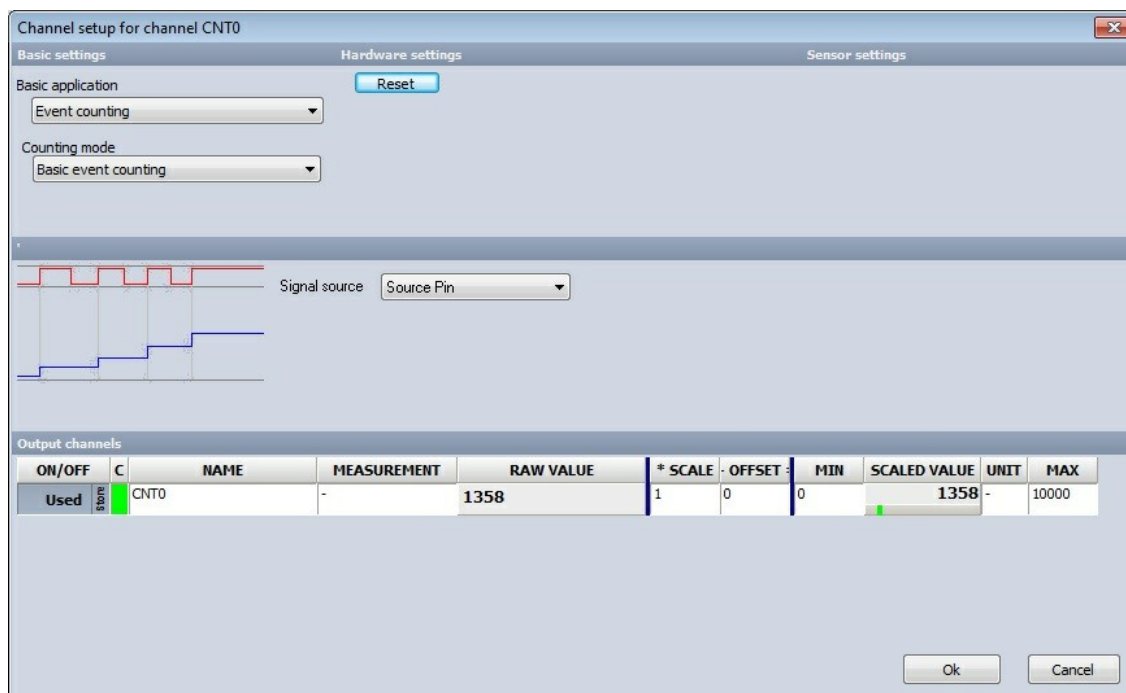 Channel setup for channel CNT0
Basic settings Hardware settings Sensor settings
Basic application Reset
Event counting
Counting mode
Basic event counting
'
Signal source Source Pin
Output channels
ON/OFF C NAME MEASUREMENT RAW VALUE * SCALE - OFFSET = MIN SCALED VALUE UNIT MAX
Used Store CNT0 - 1358 1 0 0 1358 - 10000
Ok Cancel